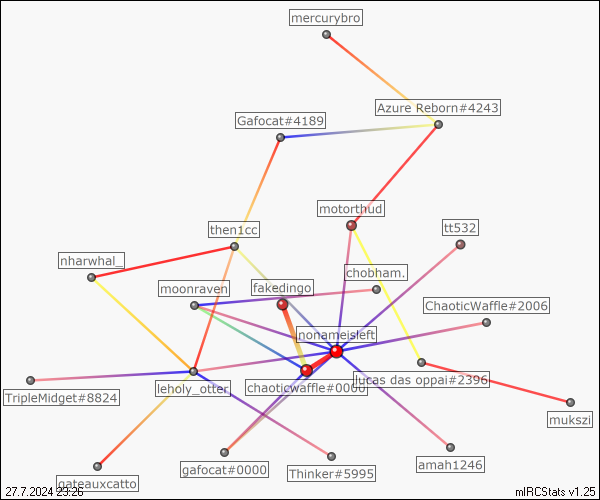 mercurybro
Azure Reborn#4243
Gafocat#4189
motorthud
then1cc
tt532
nharwhal_
chobham.
moonraven
fakedingo
ChaoticWaffle#2006
nonameisleft
lucas das oppai#2396
chaoticwaffle#0000
leholy_otter
TripleMidget#8824
mukszi
gafocat#0000
amah1246
Thinker#5995
gateauxcatto
27.7.2024 23:26
mIRCStats v1.25